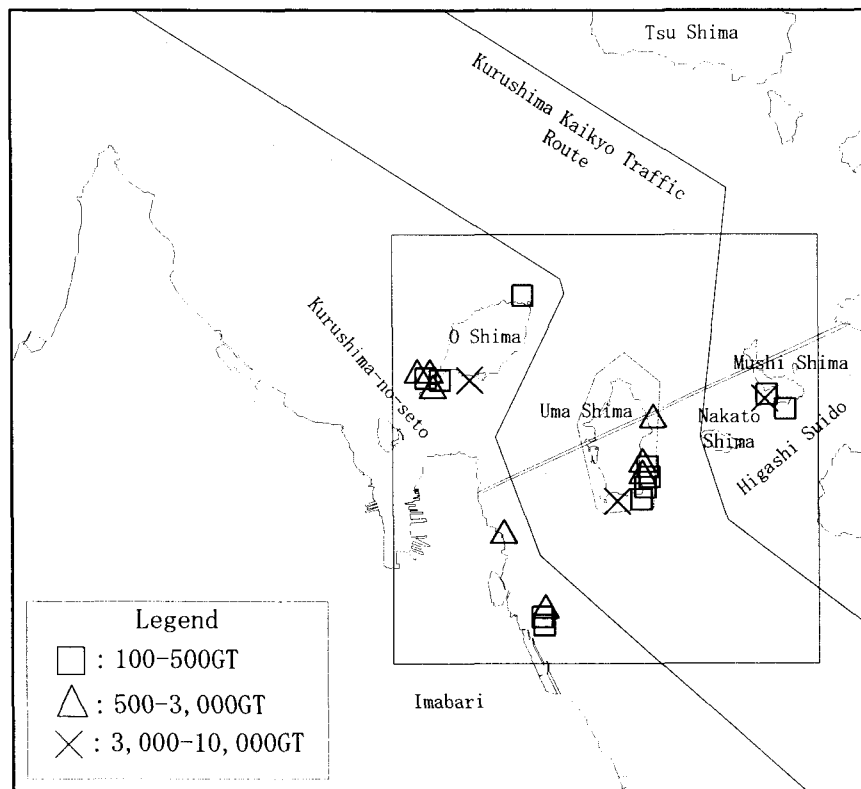 Tsu Shima
Kurushima Kaikyo Traffic
Route
O Shima
Kurushima-no-seto
Mushi Shima
Uma Shima
Nakato
Shima
Higashi Suido
Legend
: 100-500GT
: 500-3,000GT
: 3,000-10,000GT
Imabari